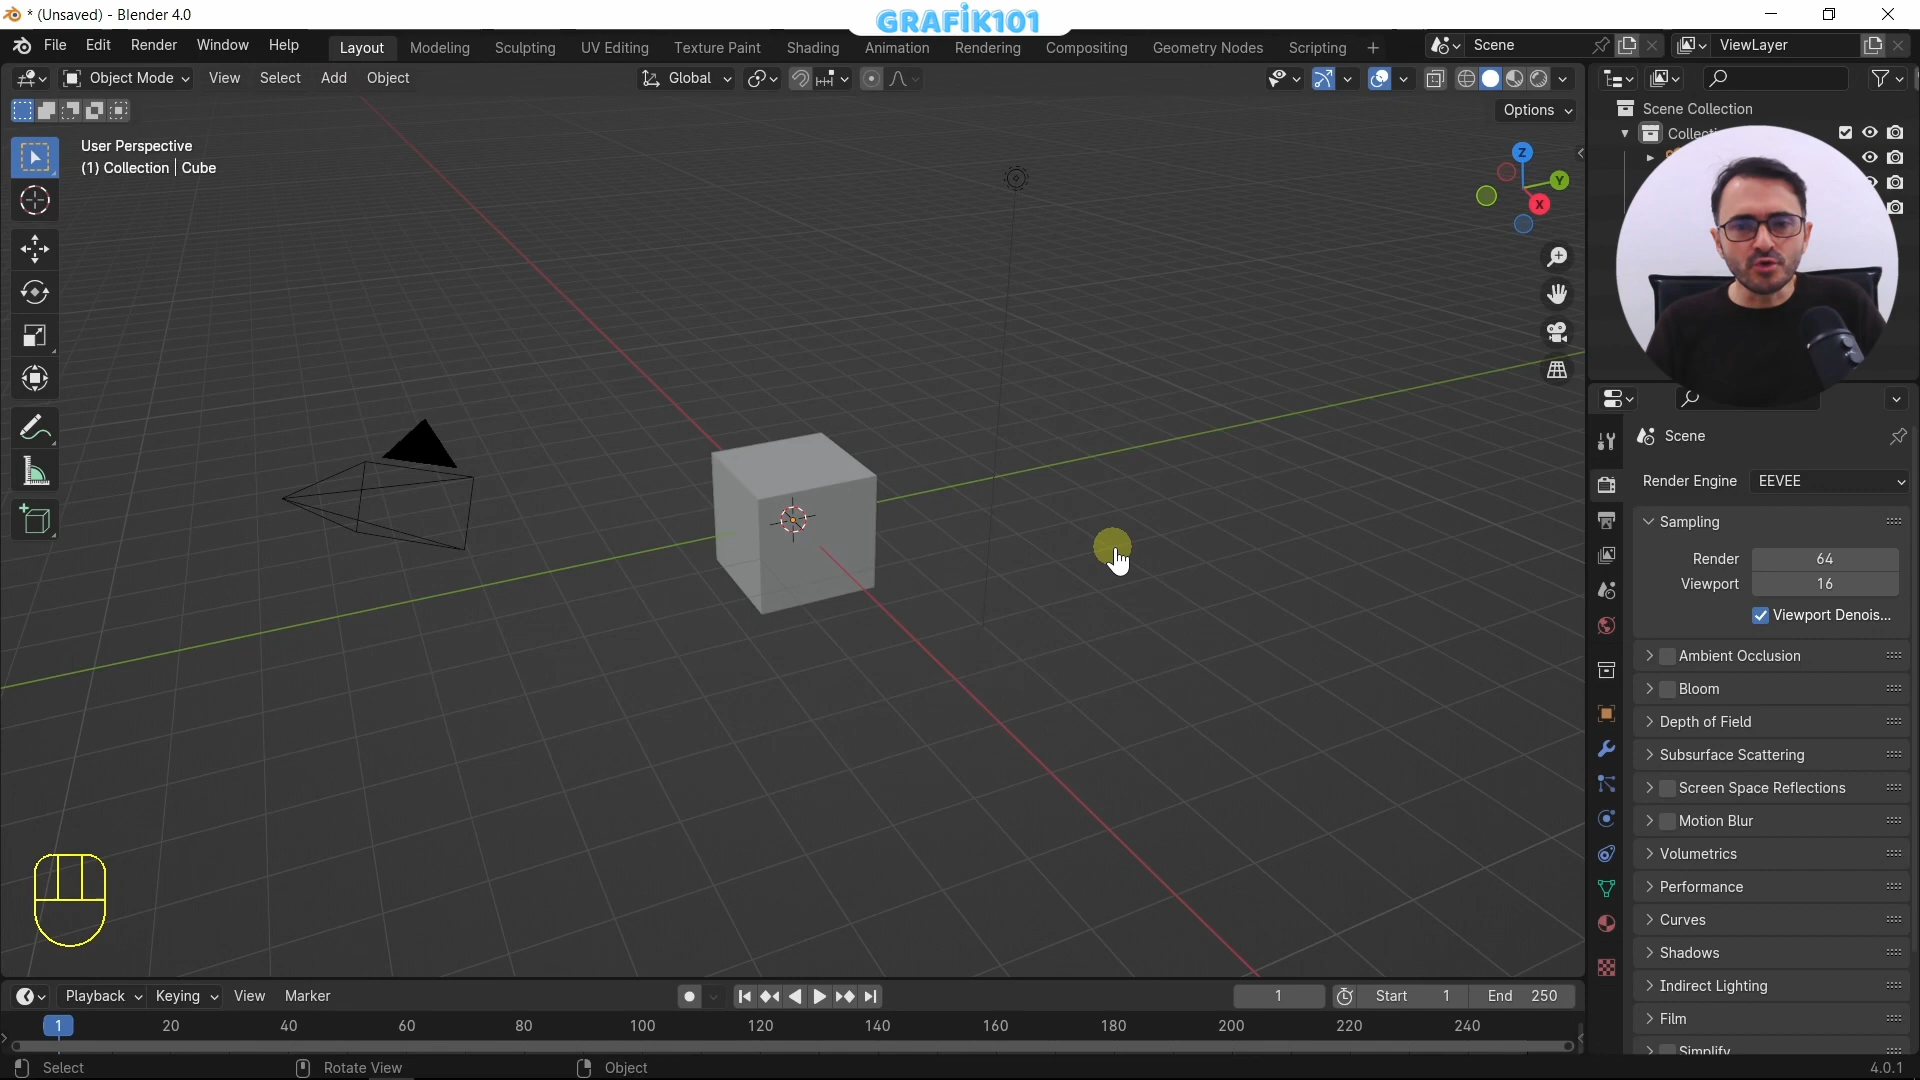 * (Unsaved) - Blender 4.0
GRAFİK101
File Edit Render Window Help
Layout Modeling Sculpting UV Editing Texture Paint Shading Animation Rendering Compositing Geometry Nodes Scripting +
Scene
ViewLayer
Object Mode View Select Add Object
Global
Options
User Perspective
(1) Collection | Cube
Z
Y
X
Scene Collection
Scene
Render Engine EEVEE
Sampling
Render 64
Viewport 16
Viewport Denois...
Ambient Occlusion
Bloom
Depth of Field
Subsurface Scattering
Screen Space Reflections
Motion Blur
Volumetrics
Performance
Curves
Shadows
Indirect Lighting
Film
Simplify
Playback Keying View Marker
1 Start 1 End 250
1 20 40 60 80 100 120 140 160 180 200 220 240
Select Rotate View Object
4.0.1